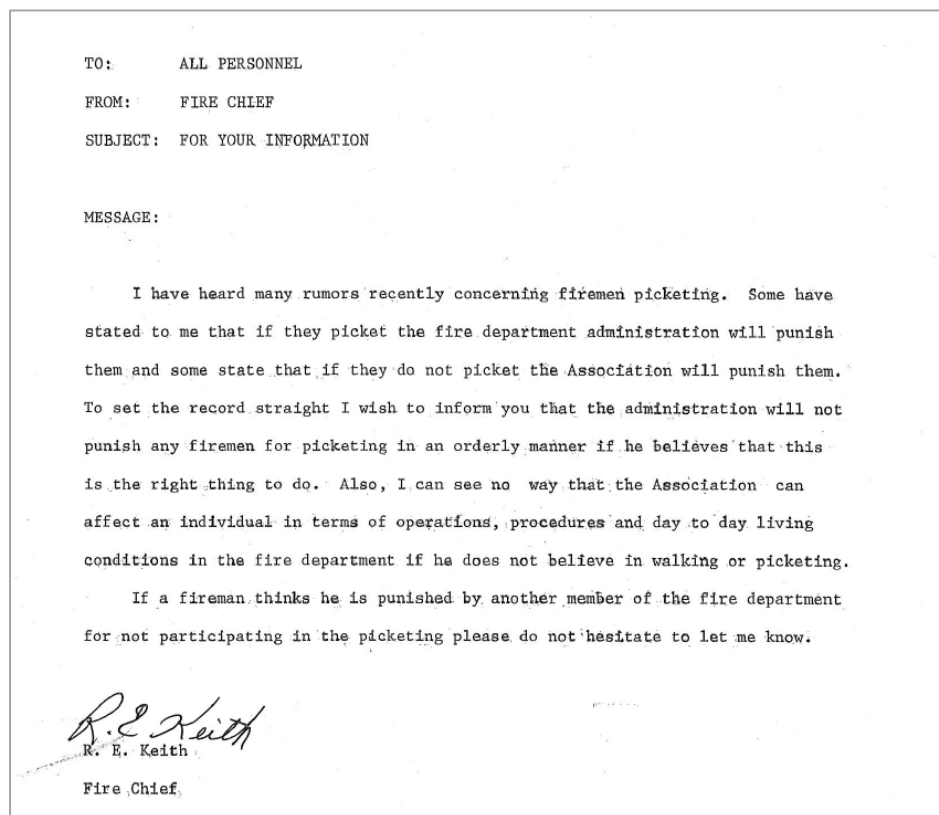 TO: ALL PERSONNEL
FROM: FIRE CHIEF
SUBJECT: FOR YOUR INFORMATION
MESSAGE:
I have heard many rumors recently concerning firemen picketing. Some have
stated to me that if they picket the fire department administration will punish
them and some state that if they do not picket the Association will punish them.
To set the record straight I wish to inform you that the administration will not
punish any firemen for picketing in an orderly manner if he believes that this
is the right thing to do. Also, I can see no way that the Association can
affect an individual in terms of operations, procedures and day to day living
conditions in the fire department if he does not believe in walking or picketing.
If a fireman thinks he is punished by another member of the fire department
for not participating in the picketing please do not hesitate to let me know.
R. E Keith
R. E. Keith
Fire Chief